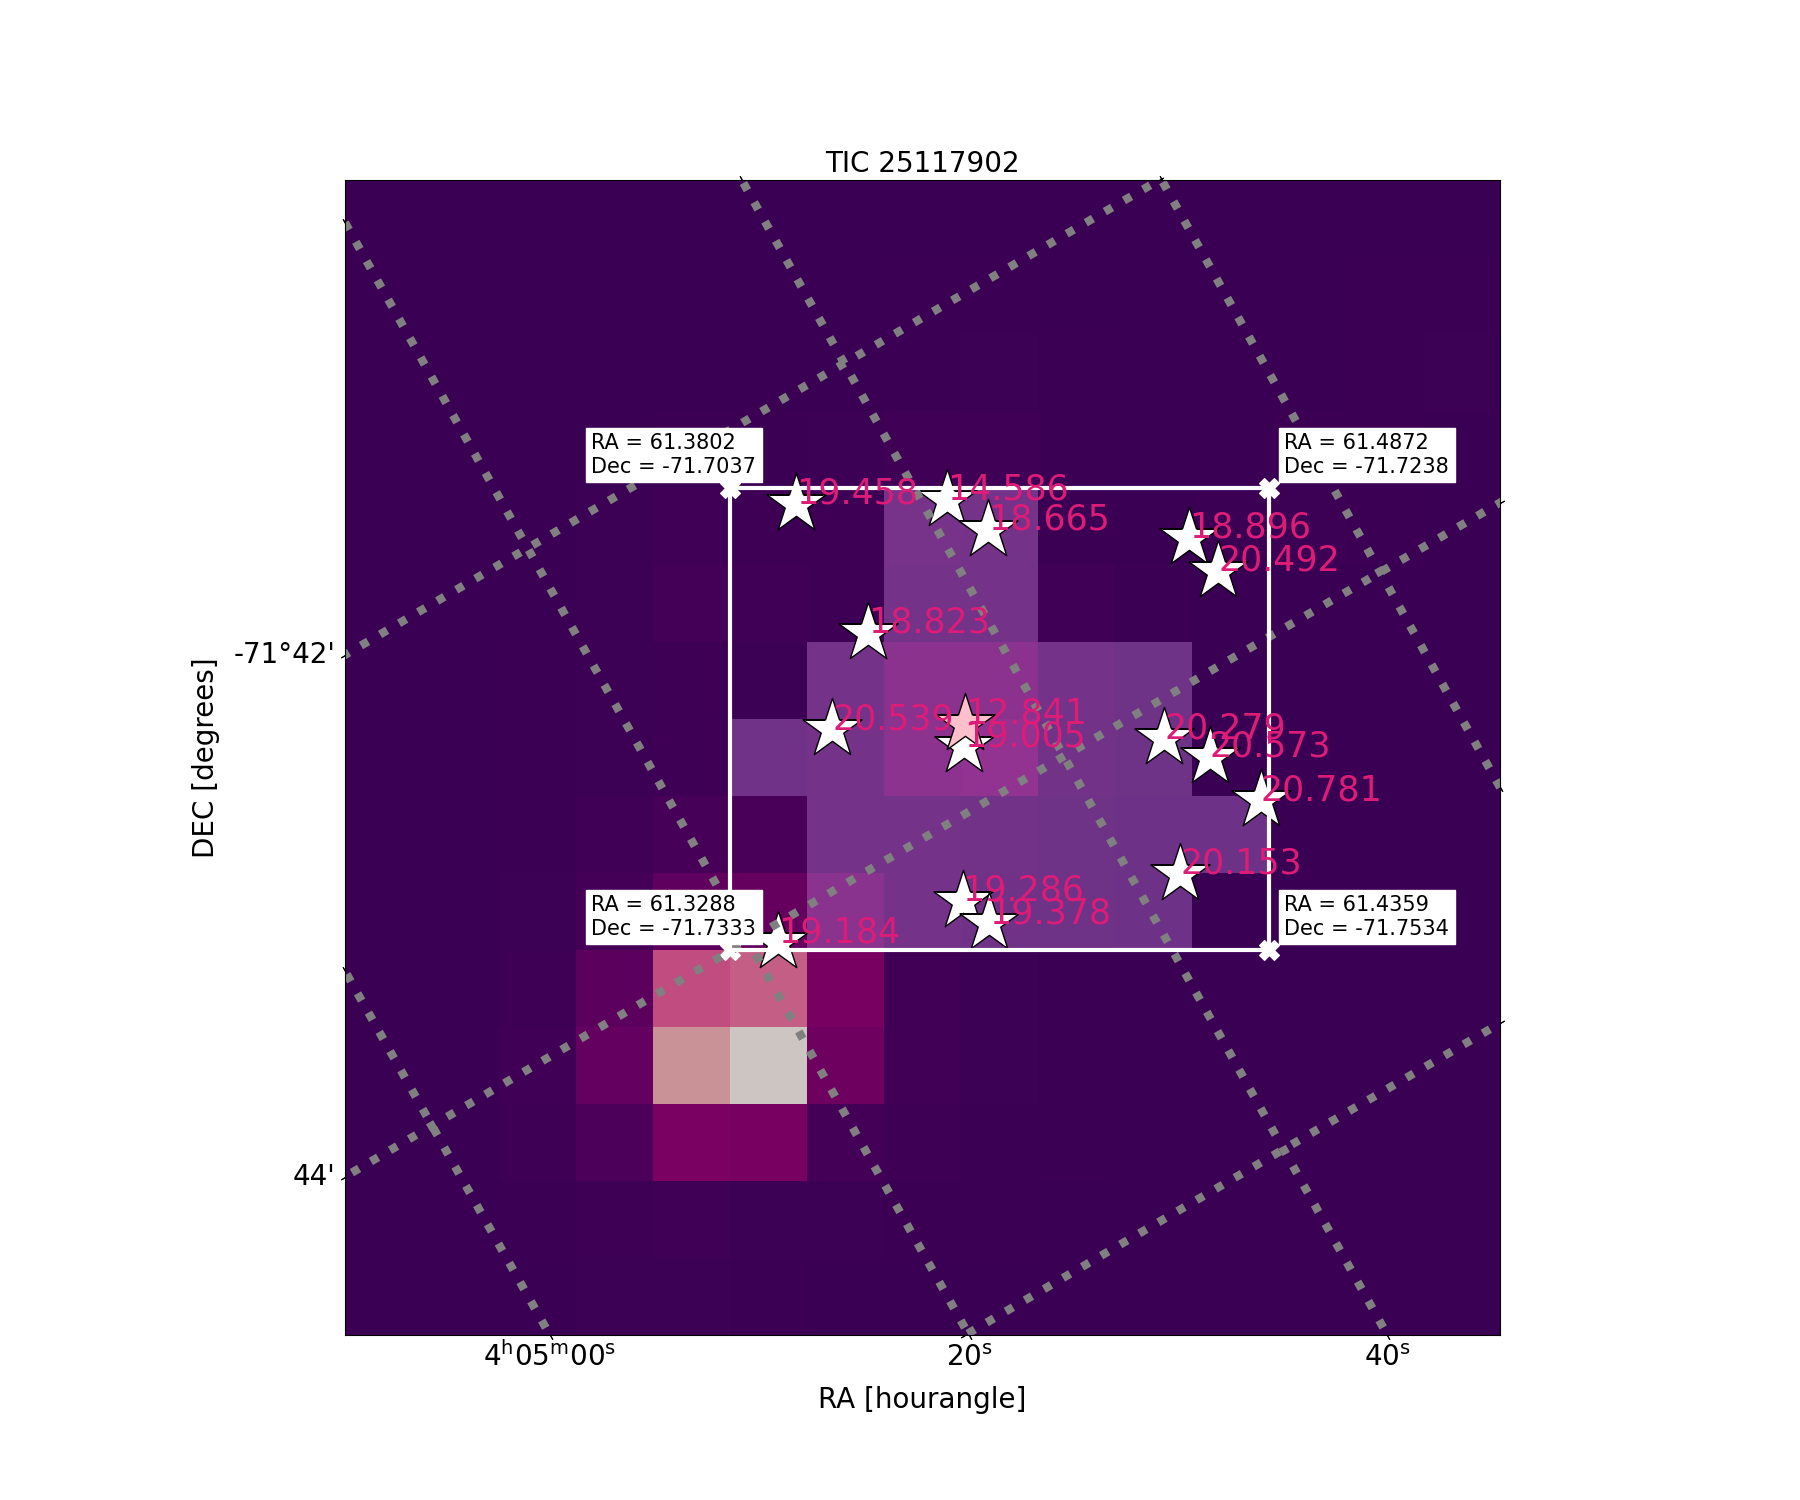 TIC 25117902
RA = 61.3802
Dec = -71.7037
RA = 61.4872
Dec = -71.7238
19.458
14.586
18.665
18.896
20.492
18.823
-71°42'
20.539
12.841
19.005
20.279
20.573
20.781
20.153
19.286
19.378
19.184
RA = 61.3288
Dec = -71.7333
RA = 61.4359
Dec = -71.7534
44'
DEC [degrees]
4h05m00s
20s
40s
RA [hourangle]